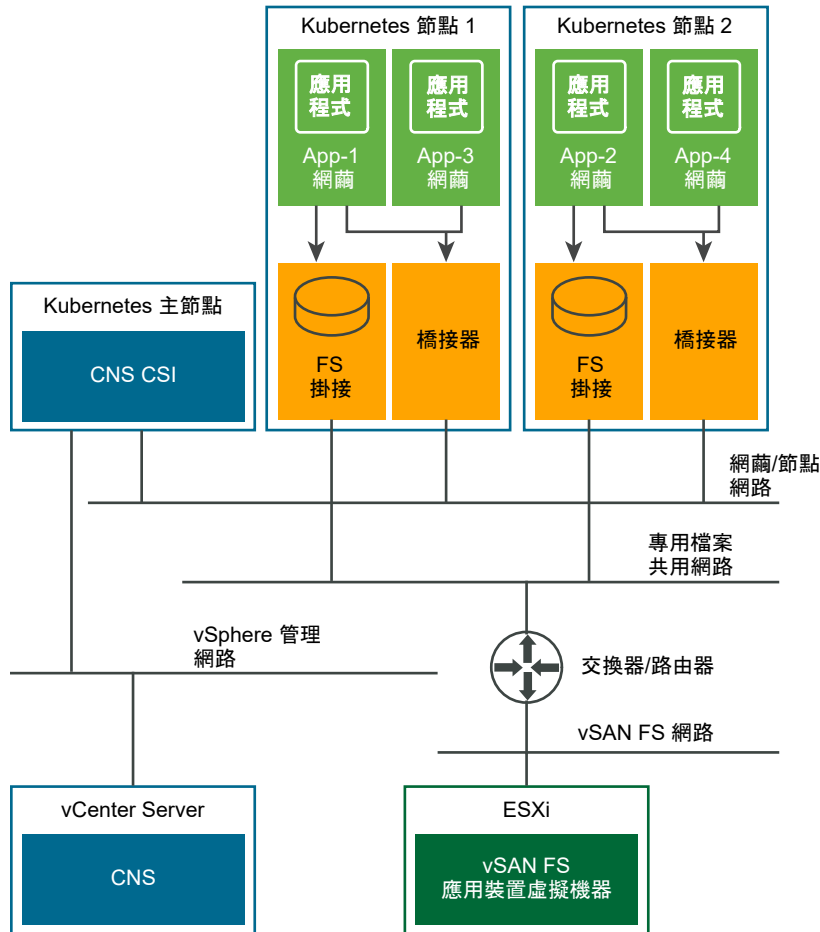 Kubernetes 節點 1
應用
程式
App-1
網繭
應用
程式
App-3
網繭
Kubernetes 節點 2
應用
程式
App-2
網繭
應用
程式
App-4
網繭
Kubernetes 主節點
CNS CSI
FS
掛接
橋接器
FS
掛接
橋接器
網繭/節點
網路
專用檔案
共用網路
vSphere 管理
網路
交換器/路由器
vSAN FS 網路
vCenter Server
CNS
ESXi
vSAN FS
應用裝置虛擬機器